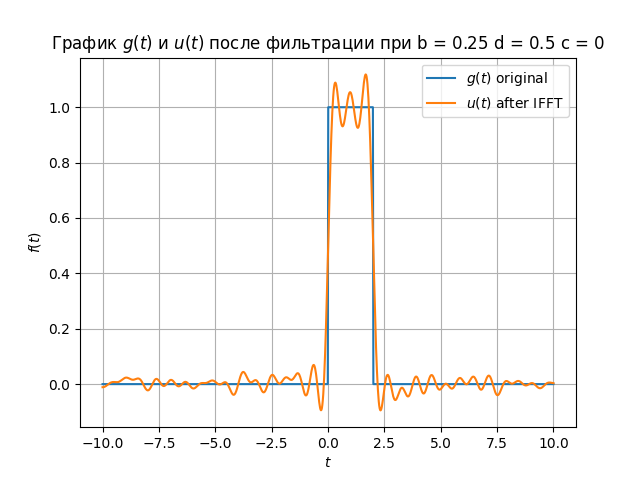 График g(t) и u(t) после фильтрации при b = 0.25 d = 0.5 c = 0
g(t) original
u(t) after IFFT
f(t)
1.0
0.8
0.6
0.4
0.2
0.0
−10.0 −7.5 −5.0 −2.5 0.0 2.5 5.0 7.5 10.0
t